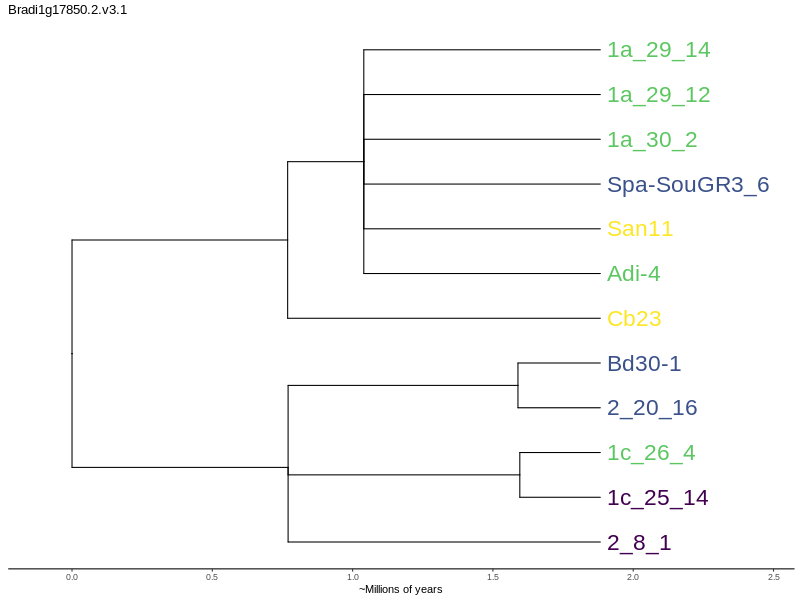 Bradi1g17850.2.v3.1
1a_29_14
1a_29_12
1a_30_2
Spa-SouGR3_6
San11
Adi-4
Cb23
Bd30-1
2_20_16
1c_26_4
1c_25_14
2_8_1
0.0 0.5 1.0 1.5 2.0 2.5
~Millions of years